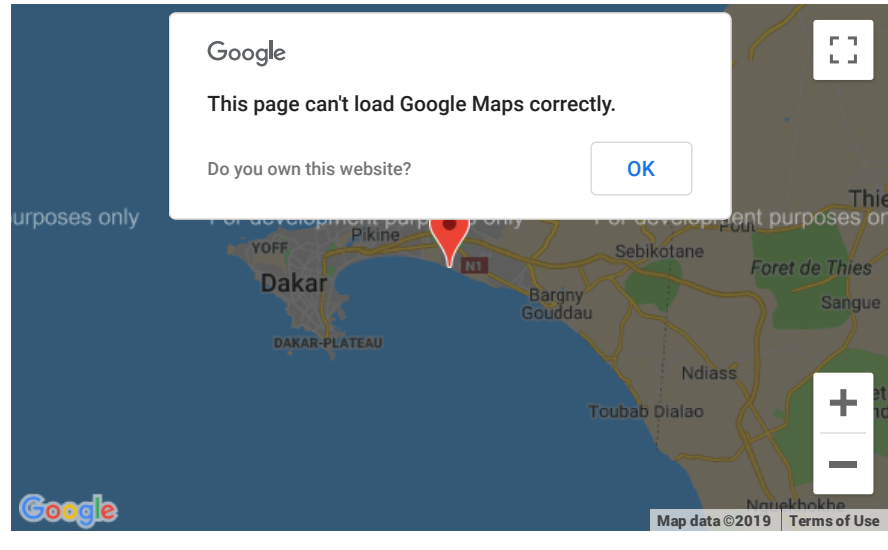 Google
This page can't load Google Maps correctly.
Do you own this website?
OK
Thie
urposes only
For development purposes only
For development purposes or
Pout
Pikine
YOFF
Sebikotane
N1
Foret de Thies
Dakar
Bargny
Gouddau
Sangue
DAKAR-PLATEAU
Ndiass
Toubab Dialao
Nguekhokhe
Google
Map data ©2019
Terms of Use